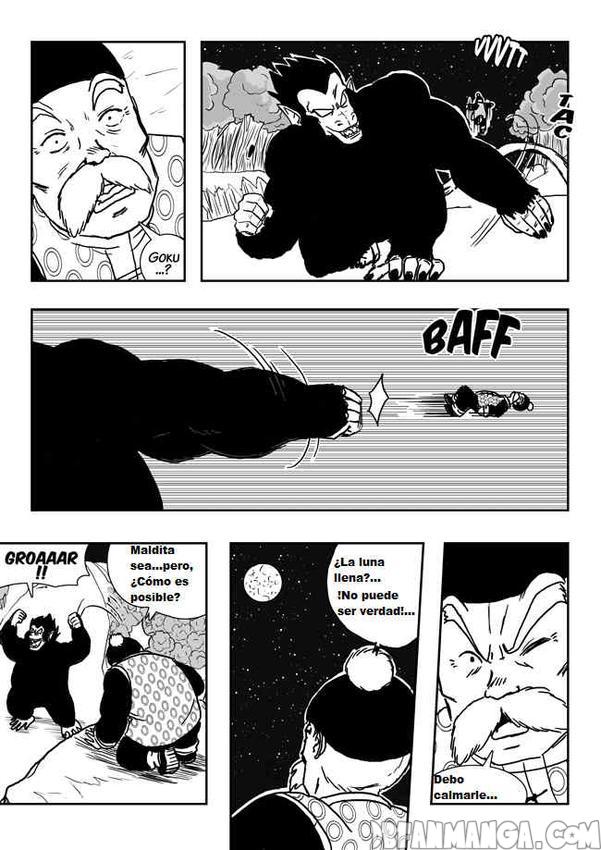 VVVTT
TAC
GOKU
...?
BAFF
GROAAAR
!!
Maldita
sea...pero,
¿Cómo es
posible?
¿La luna
llena?...
!No puede
ser verdad!...
Debo
calmarle...
DBFANMANGA.COM